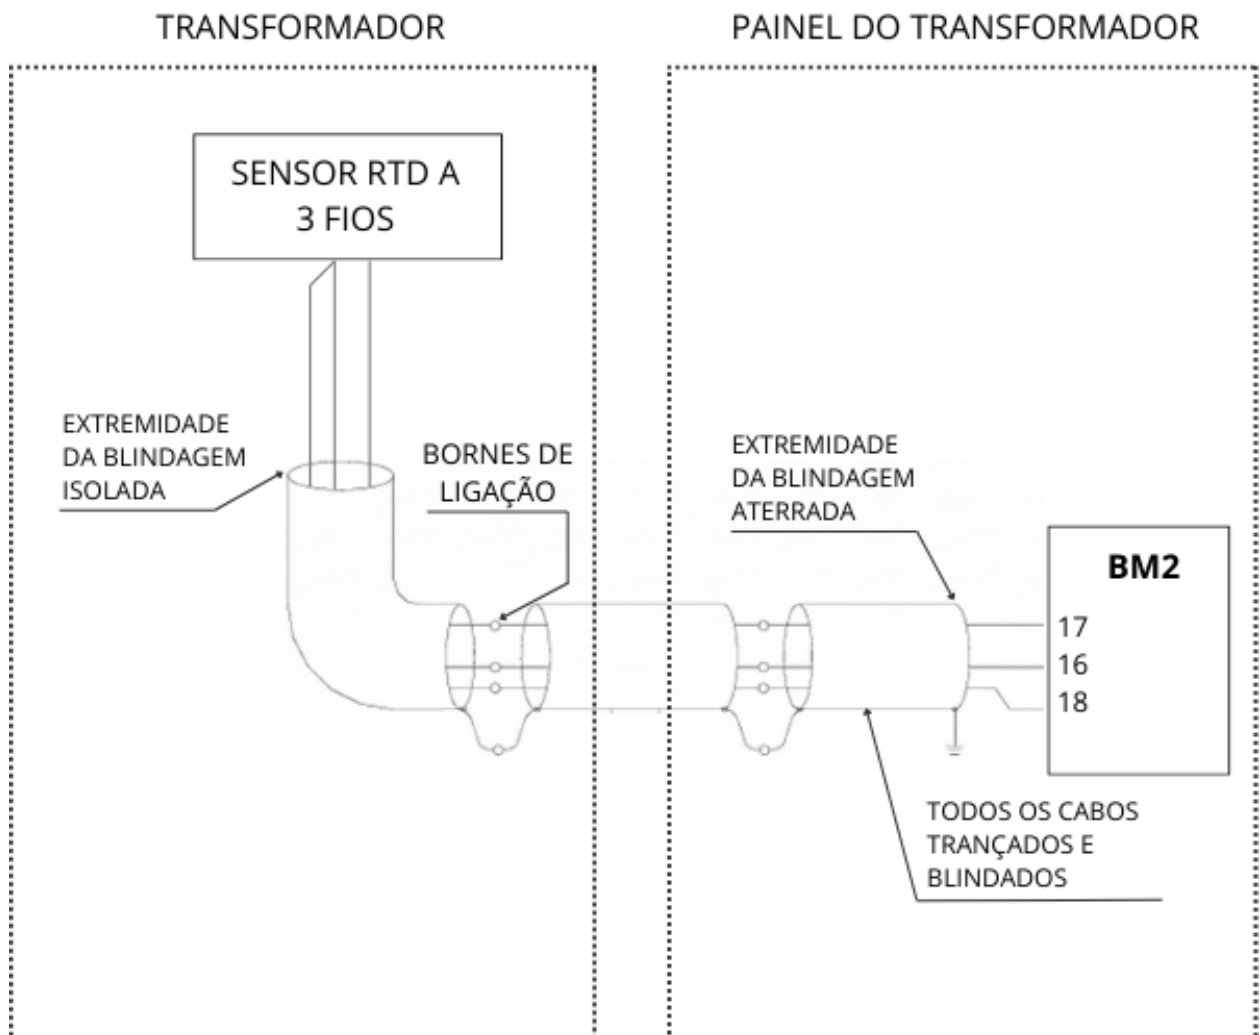 TRANSFORMADOR
PAINEL DO TRANSFORMADOR
SENSOR RTD A
3 FIOS
EXTREMIDADE
DA BLINDAGEM
ISOLADA
BORNES DE
LIGAÇÃO
EXTREMIDADE
DA BLINDAGEM
ATERRADA
BM2
17
16
18
TODOS OS CABOS
TRANÇADOS E
BLINDADOS